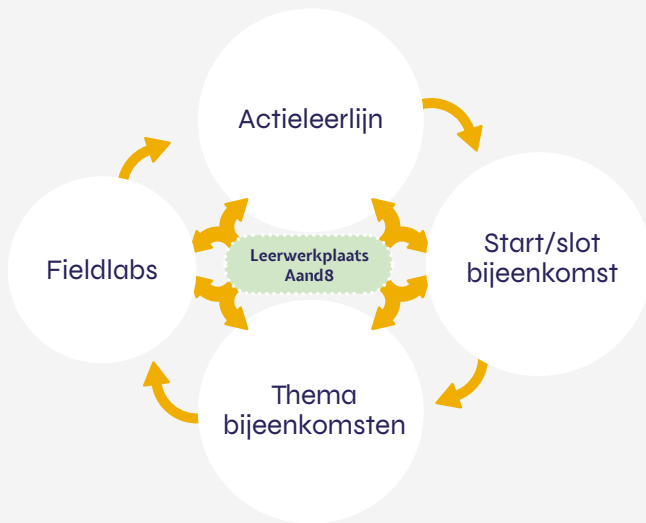 Actieleerlijn
Fieldlabs
Leerwerkplaats
Aand8
Start/slot
bijeenkomst
Thema
bijeenkomsten